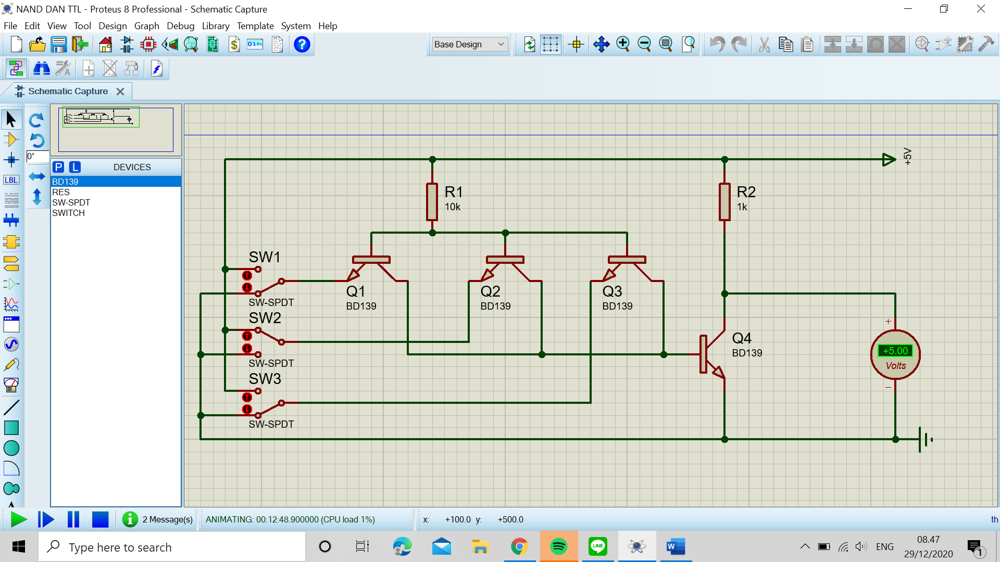 NAND DAN TTL - Proteus 8 Professional - Schematic Capture
File Edit View Tool Design Graph Debug Library Template System Help
$
0101
?
Base Design
Schematic Capture
0°
P L DEVICES
LBL
BD139
RES
SW-SPDT
SWITCH
+5V
R1
10k
R2
1k
SW1
SW-SPDT
Q1
BD139
Q2
BD139
Q3
BD139
SW2
SW-SPDT
Q4
BD139
+
+5.00
Volts
−
SW3
SW-SPDT
A
2 Message(s)
ANIMATING: 00:12:48.900000 (CPU load 1%)
x: +100.0 y: +500.0
th
Type here to search
LINE
W
ENG
08.47
29/12/2020
1